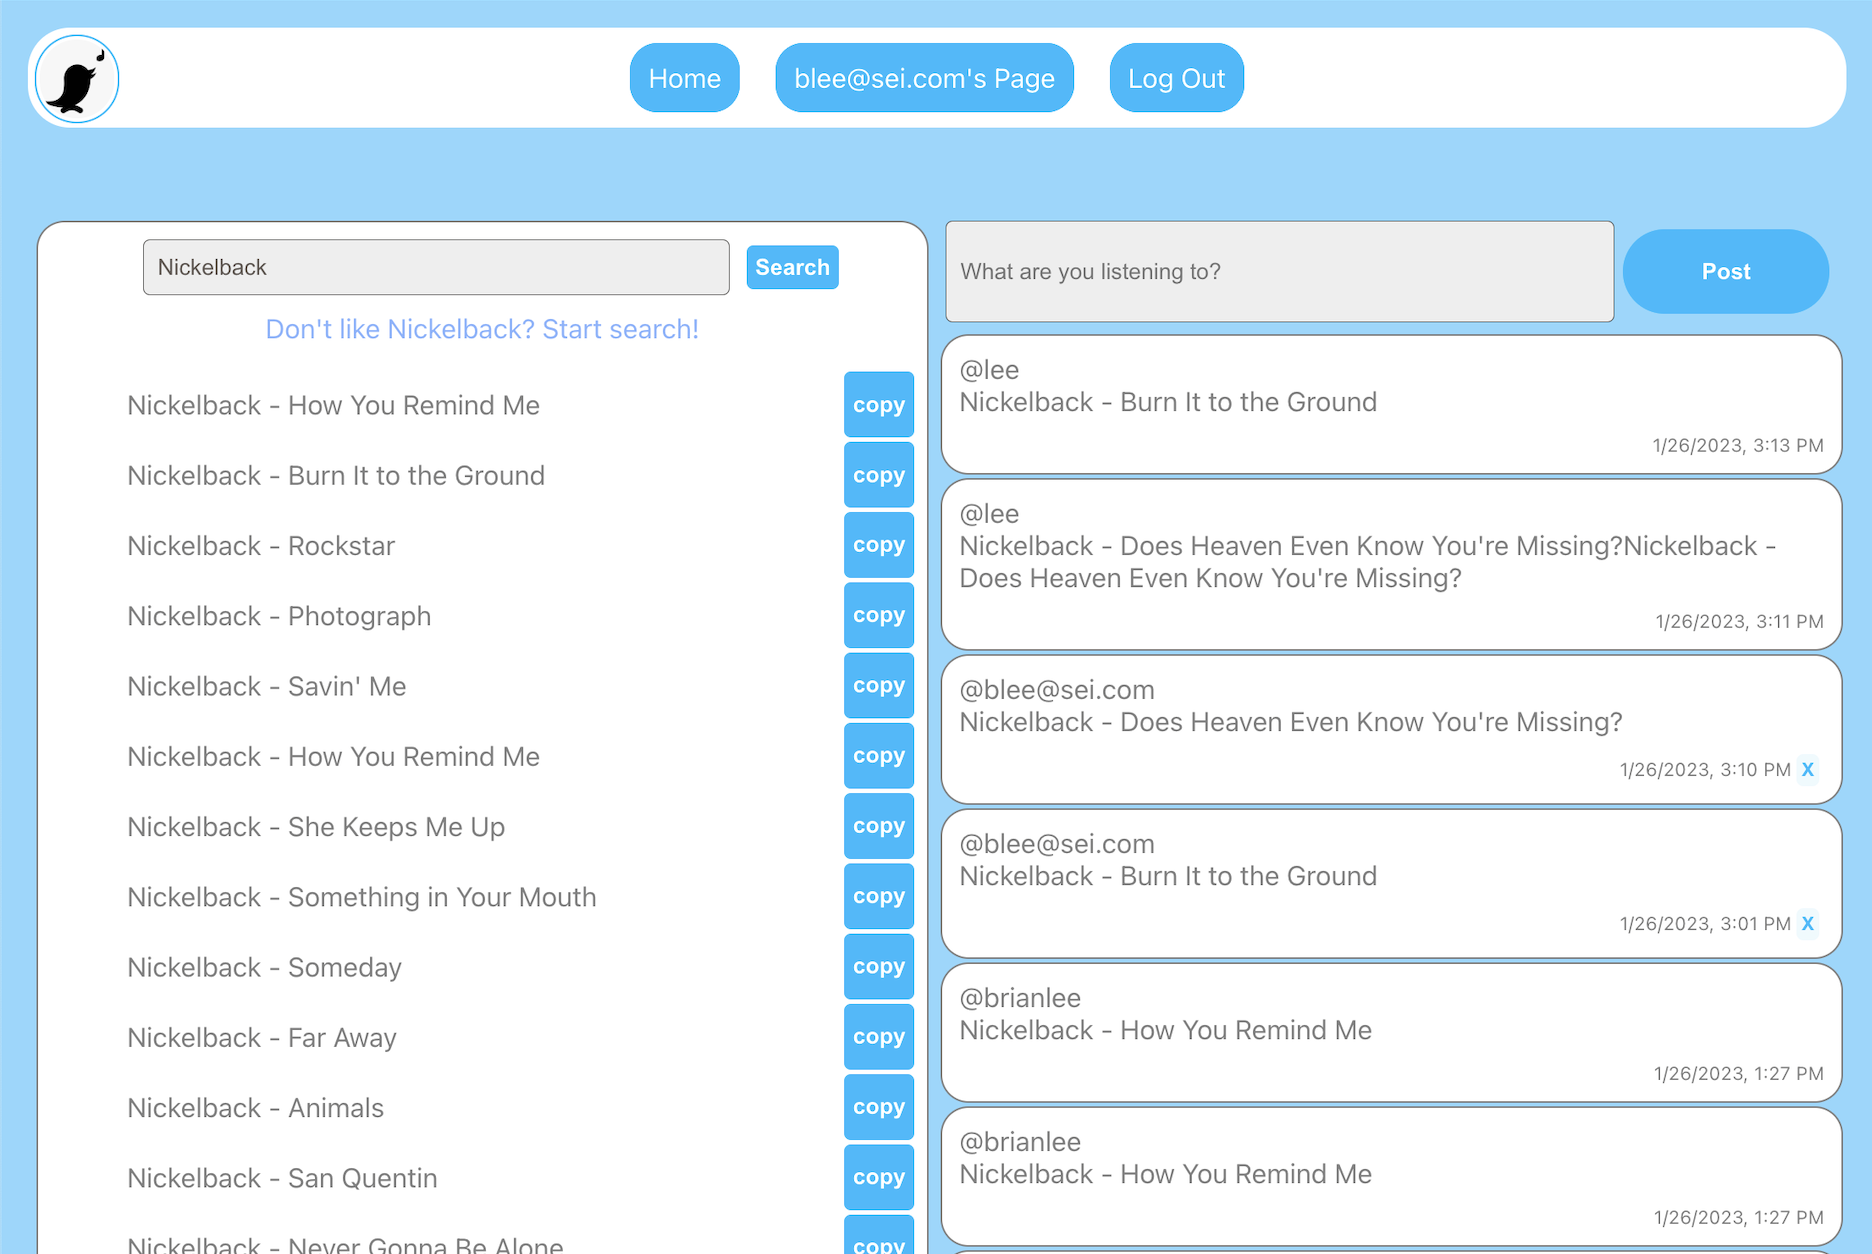 Home
blee@sei.com's Page
Log Out
Nickelback
Search
Don't like Nickelback? Start search!
Nickelback - How You Remind Me
copy
Nickelback - Burn It to the Ground
copy
Nickelback - Rockstar
copy
Nickelback - Photograph
copy
Nickelback - Savin' Me
copy
Nickelback - How You Remind Me
copy
Nickelback - She Keeps Me Up
copy
Nickelback - Something in Your Mouth
copy
Nickelback - Someday
copy
Nickelback - Far Away
copy
Nickelback - Animals
copy
Nickelback - San Quentin
copy
Nickelback - Never Gonna Be Alone
copy
What are you listening to?
Post
@lee
Nickelback - Burn It to the Ground
1/26/2023, 3:13 PM
@lee
Nickelback - Does Heaven Even Know You're Missing?Nickelback -
Does Heaven Even Know You're Missing?
1/26/2023, 3:11 PM
@blee@sei.com
Nickelback - Does Heaven Even Know You're Missing?
1/26/2023, 3:10 PM X
@blee@sei.com
Nickelback - Burn It to the Ground
1/26/2023, 3:01 PM X
@brianlee
Nickelback - How You Remind Me
1/26/2023, 1:27 PM
@brianlee
Nickelback - How You Remind Me
1/26/2023, 1:27 PM